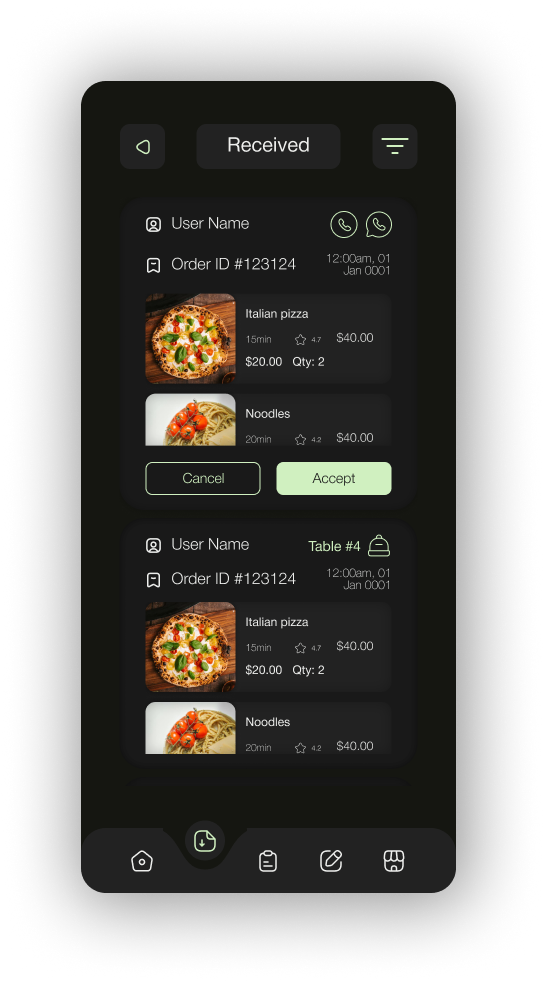 Received
User Name
Order ID #123124
12:00am, 01
Jan 0001
Italian pizza
15min 4.7 $40.00
$20.00 Qty: 2
Noodles
20min 4.2 $40.00
Cancel
Accept
User Name
Table #4
Order ID #123124
12:00am, 01
Jan 0001
Italian pizza
15min 4.7 $40.00
$20.00 Qty: 2
Noodles
20min 4.2 $40.00